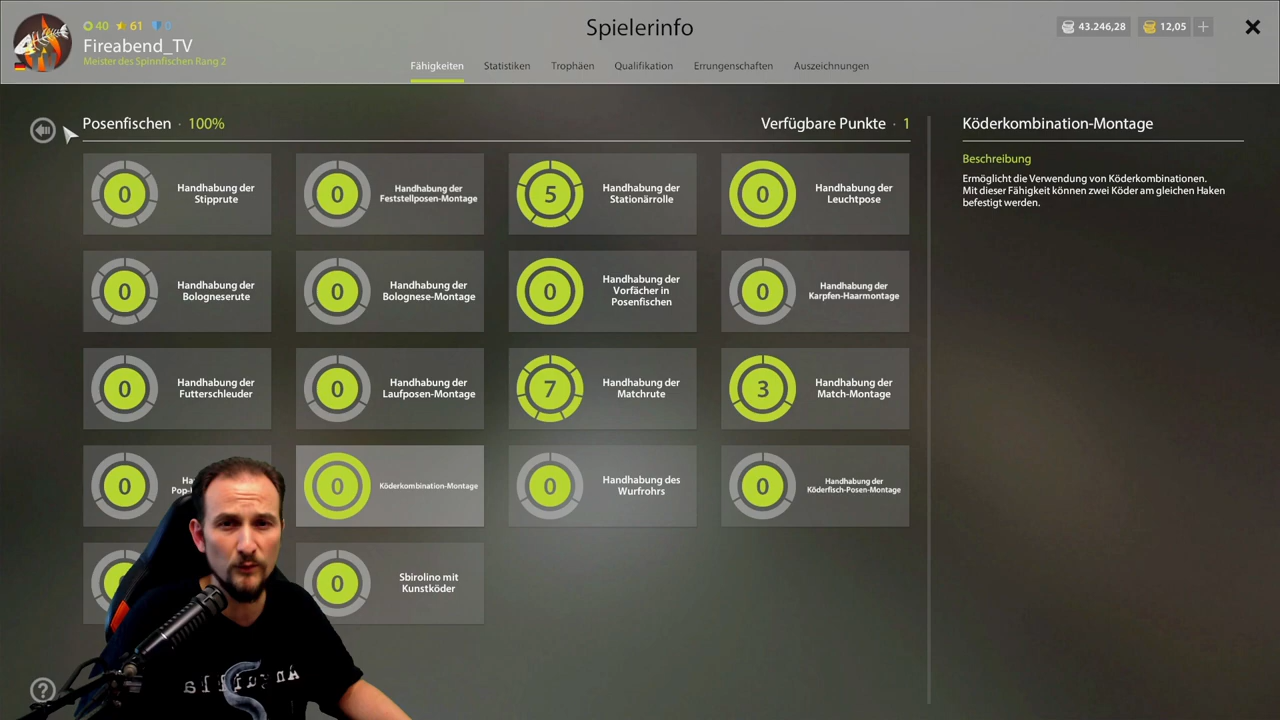 40 61 0
Fireabend_TV
Meister des Spinnfischen Rang 2
Spielerinfo
43.246,28
12,05
Fähigkeiten
Statistiken
Trophäen
Qualifikation
Errungenschaften
Auszeichnungen
Posenfischen · 100%
Verfügbare Punkte · 1
0
Handhabung der
Stipprute
0
Handhabung der
Feststellposen-Montage
5
Handhabung der
Stationärrolle
0
Handhabung der
Leuchtpose
0
Handhabung der
Bologneserute
0
Handhabung der
Bolognese-Montage
0
Handhabung der
Vorfächer in
Posenfischen
0
Handhabung der
Karpfen-Haarmontage
0
Handhabung der
Futterschleuder
0
Handhabung der
Laufposen-Montage
7
Handhabung der
Matchrute
3
Handhabung der
Match-Montage
0
0
Köderkombination-Montage
0
Handhabung des
Wurfrohrs
0
Handhabung der
Köderfisch-Posen-Montage
0
Sbirolino mit
Kunstköder
Köderkombination-Montage
Beschreibung
Ermöglicht die Verwendung von Köderkombinationen.
Mit dieser Fähigkeit können zwei Köder am gleichen Haken
befestigt werden.
?